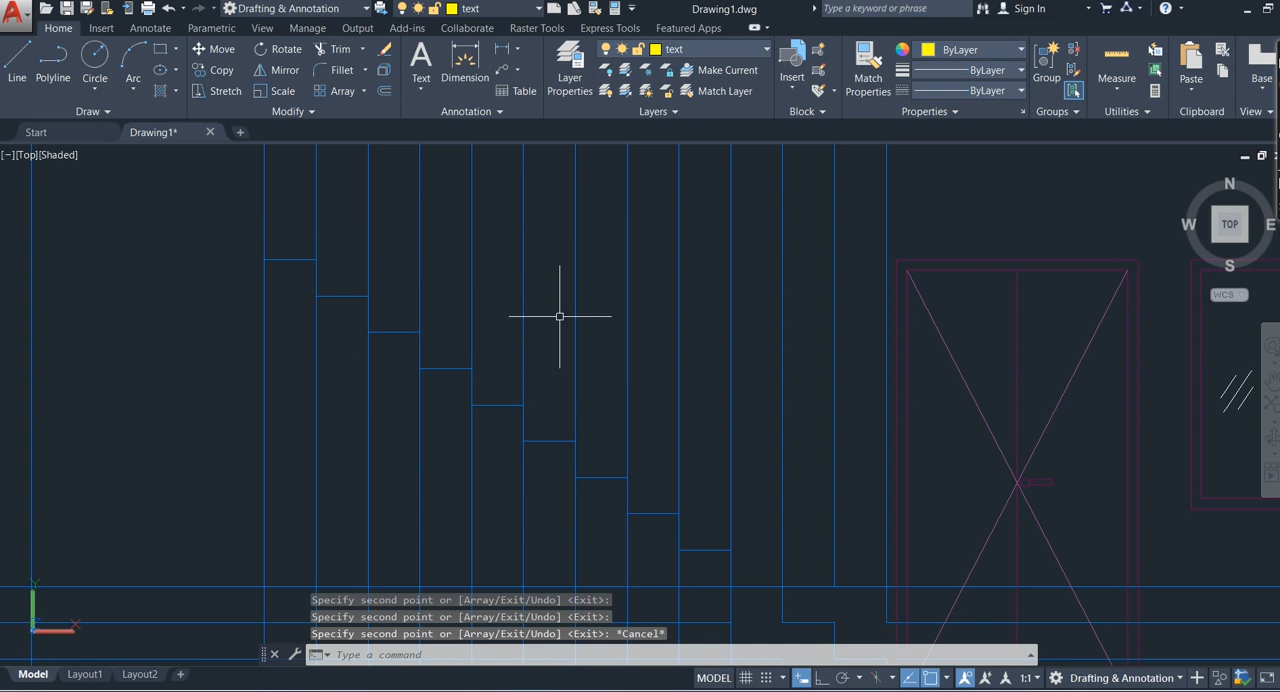 A Drafting & Annotation text Drawing1.dwg Type a keyword or phrase Sign In
Home Insert Annotate Parametric View Manage Output Add-ins Collaborate Express Tools Featured Apps
Line Polyline Circle Arc Move Rotate Trim Text Dimension Layer Properties text Insert Match Properties ByLayer Group Measure Paste Base
Copy Mirror Fillet Make Current ByLayer
Stretch Scale Array Table Match Layer ByLayer
Draw Modify Annotation Layers Block Properties Groups Utilities Clipboard View
Start Drawing1*
[−][Top][Shaded]
N
W TOP E
S
WCS
Y
X
Specify second point or [Array/Exit/Undo] <Exit>:
Specify second point or [Array/Exit/Undo] <Exit>:
Specify second point or [Array/Exit/Undo] <Exit>: *Cancel*
Type a command
Model Layout1 Layout2 MODEL 1:1 Drafting & Annotation